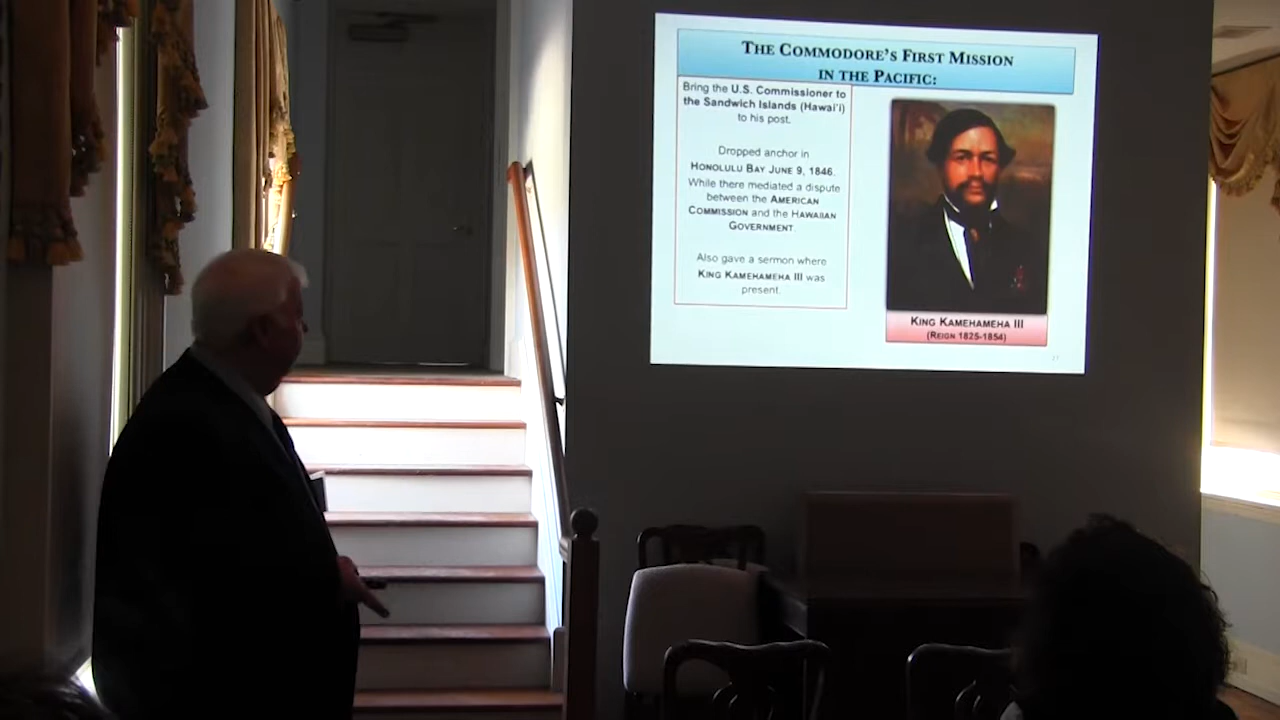 THE COMMODORE'S FIRST MISSION
IN THE PACIFIC:
Bring the U.S. Commissioner to
the Sandwich Islands (Hawai'i)
to his post.
Dropped anchor in
HONOLULU BAY JUNE 9, 1846.
While there mediated a dispute
between the AMERICAN
COMMISSION and the HAWAIIAN
GOVERNMENT.
Also gave a sermon where
KING KAMEHAMEHA III was
present.
KING KAMEHAMEHA III
(REIGN 1825-1854)